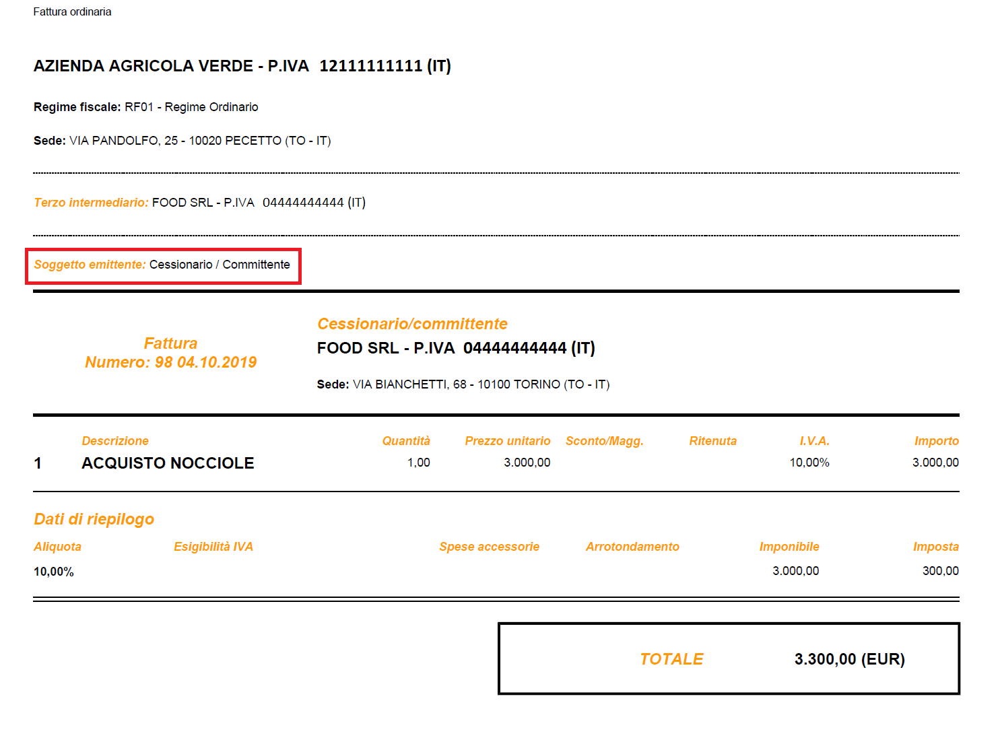 Fattura ordinaria
AZIENDA AGRICOLA VERDE - P.IVA 12111111111 (IT)
Regime fiscale: RF01 - Regime Ordinario
Sede: VIA PANDOLFO, 25 - 10020 PECETTO (TO - IT)
Terzo intermediario: FOOD SRL - P.IVA 04444444444 (IT)
Soggetto emittente: Cessionario / Committente
Fattura
Numero: 98 04.10.2019
Cessionario/committente
FOOD SRL - P.IVA 04444444444 (IT)
Sede: VIA BIANCHETTI, 68 - 10100 TORINO (TO - IT)
Descrizione Quantità Prezzo unitario Sconto/Magg. Ritenuta I.V.A. Importo
1 ACQUISTO NOCCIOLE 1,00 3.000,00 10,00% 3.000,00
Dati di riepilogo
Aliquota Esigibilità IVA Spese accessorie Arrotondamento Imponibile Imposta
10,00% 3.000,00 300,00
TOTALE 3.300,00 (EUR)